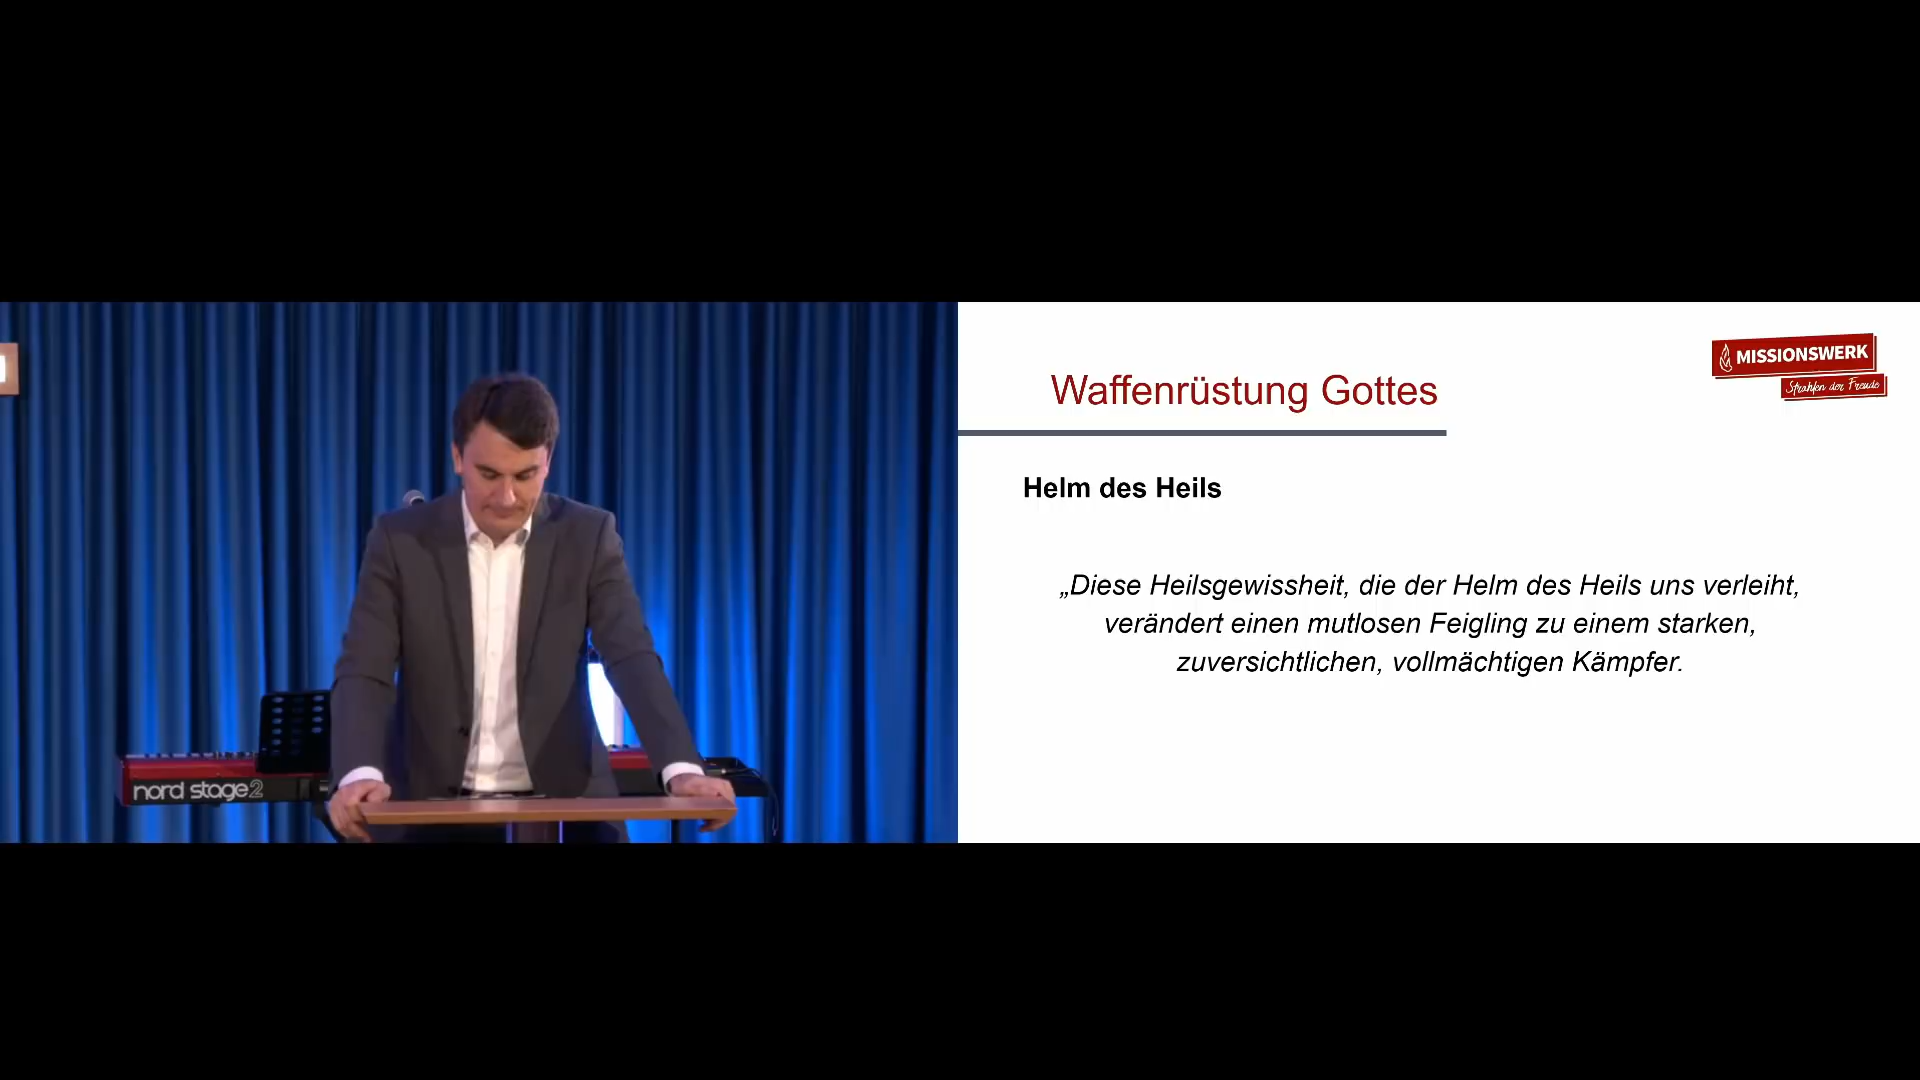 nord stage2
MISSIONSWERK
Strahlen der Freude
Waffenrüstung Gottes
Helm des Heils
„Diese Heilsgewissheit, die der Helm des Heils uns verleiht,
verändert einen mutlosen Feigling zu einem starken,
zuversichtlichen, vollmächtigen Kämpfer.